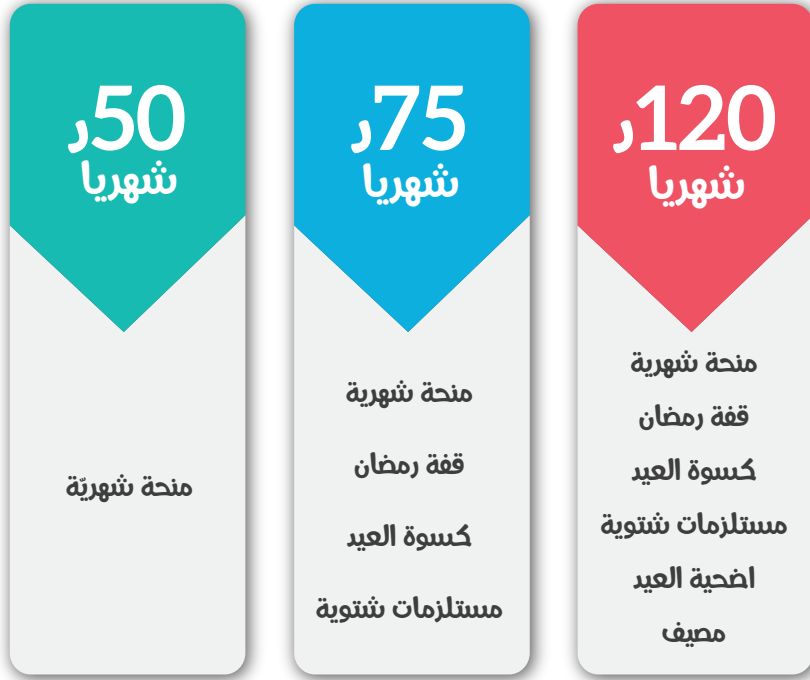 120د
شهريا
منحة شهرية
قفة رمضان
كسوة العيد
مستلزمات شتوية
اضحية العيد
مصيف
75د
شهريا
منحة شهرية
قفة رمضان
كسوة العيد
مستلزمات شتوية
50د
شهريا
منحة شهريّة